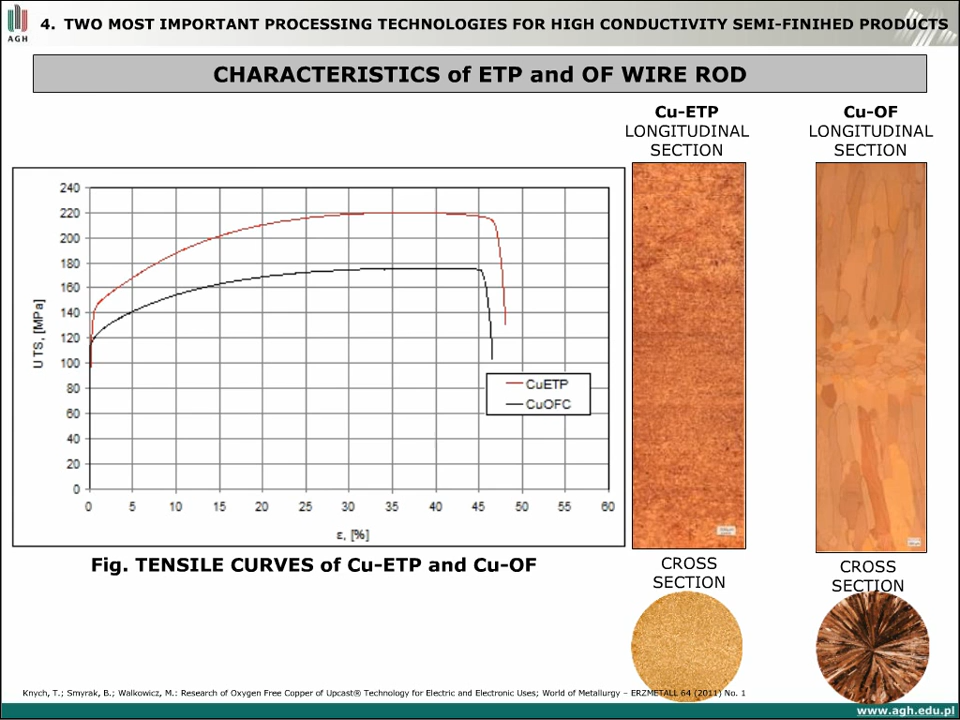 4. TWO MOST IMPORTANT PROCESSING TECHNOLOGIES FOR HIGH CONDUCTIVITY SEMI-FINIHED PRODUCTS
AGH
CHARACTERISTICS of ETP and OF WIRE ROD
Cu-ETP
LONGITUDINAL
SECTION
Cu-OF
LONGITUDINAL
SECTION
240
220
200
180
160
140
120
100
80
60
40
20
0
UTS, [MPa]
0 5 10 15 20 25 30 35 40 45 50 55 60
ε, [%]
CuETP
CuOFC
Fig. TENSILE CURVES of Cu-ETP and Cu-OF
CROSS
SECTION
CROSS
SECTION
Knych, T.; Smyrak, B.; Walkowicz, M.: Research of Oxygen Free Copper of Upcast® Technology for Electric and Electronic Uses; World of Metallurgy – ERZMETALL 64 (2011) No. 1
www.agh.edu.pl